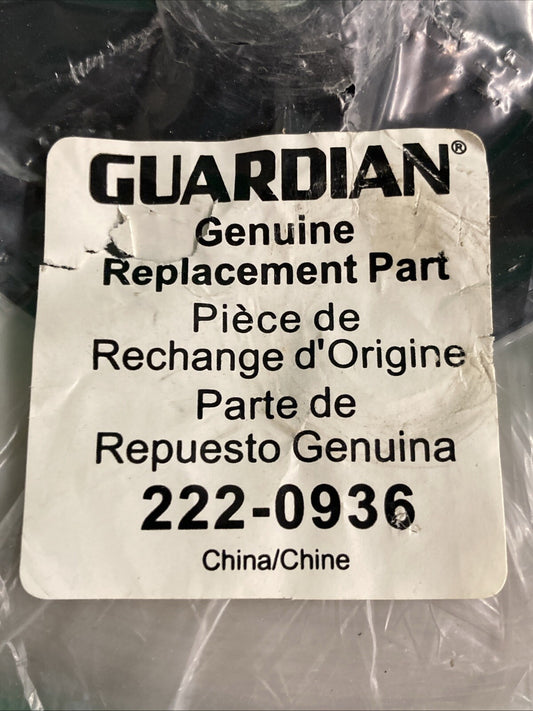 GUARDIAN®
Genuine
Replacement Part
Pièce de
Rechange d'Origine
Parte de
Repuesto Genuina
222-0936
China/Chine